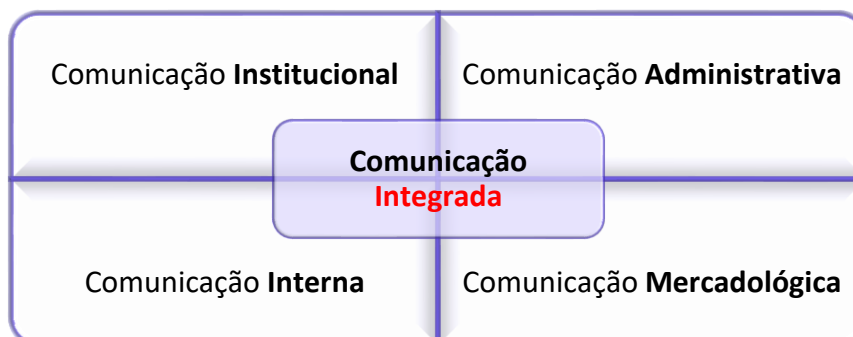 Comunicação Institucional
Comunicação Administrativa
Comunicação
Integrada
Comunicação Interna
Comunicação Mercadológica